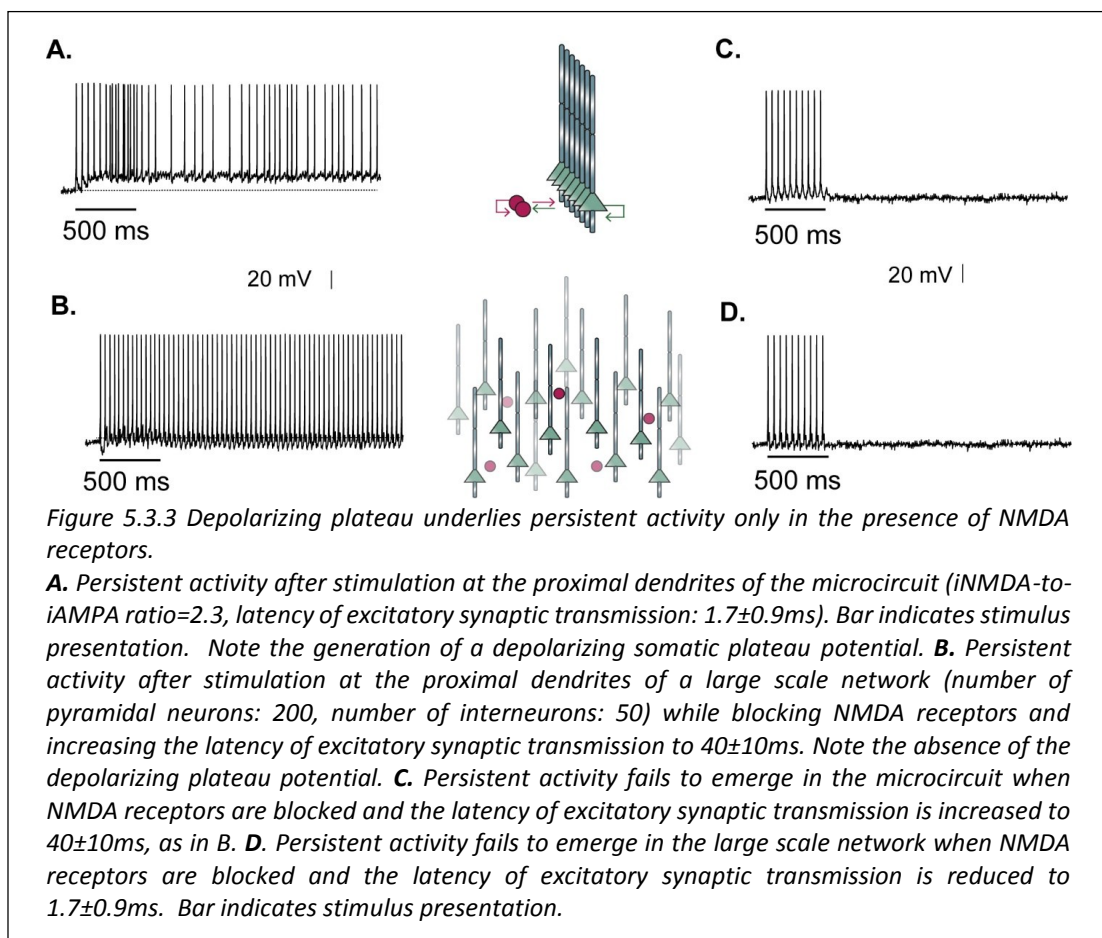 A.
C.
500 ms
500 ms
20 mV
20 mV
B.
D.
500 ms
500 ms
Figure 5.3.3 Depolarizing plateau underlies persistent activity only in the presence of NMDA
receptors.
A. Persistent activity after stimulation at the proximal dendrites of the microcircuit (iNMDA-to-
iAMPA ratio=2.3, latency of excitatory synaptic transmission: 1.7±0.9ms). Bar indicates stimulus
presentation. Note the generation of a depolarizing somatic plateau potential. B. Persistent
activity after stimulation at the proximal dendrites of a large scale network (number of
pyramidal neurons: 200, number of interneurons: 50) while blocking NMDA receptors and
increasing the latency of excitatory synaptic transmission to 40±10ms. Note the absence of the
depolarizing plateau potential. C. Persistent activity fails to emerge in the microcircuit when
NMDA receptors are blocked and the latency of excitatory synaptic transmission is increased to
40±10ms, as in B. D. Persistent activity fails to emerge in the large scale network when NMDA
receptors are blocked and the latency of excitatory synaptic transmission is reduced to
1.7±0.9ms. Bar indicates stimulus presentation.